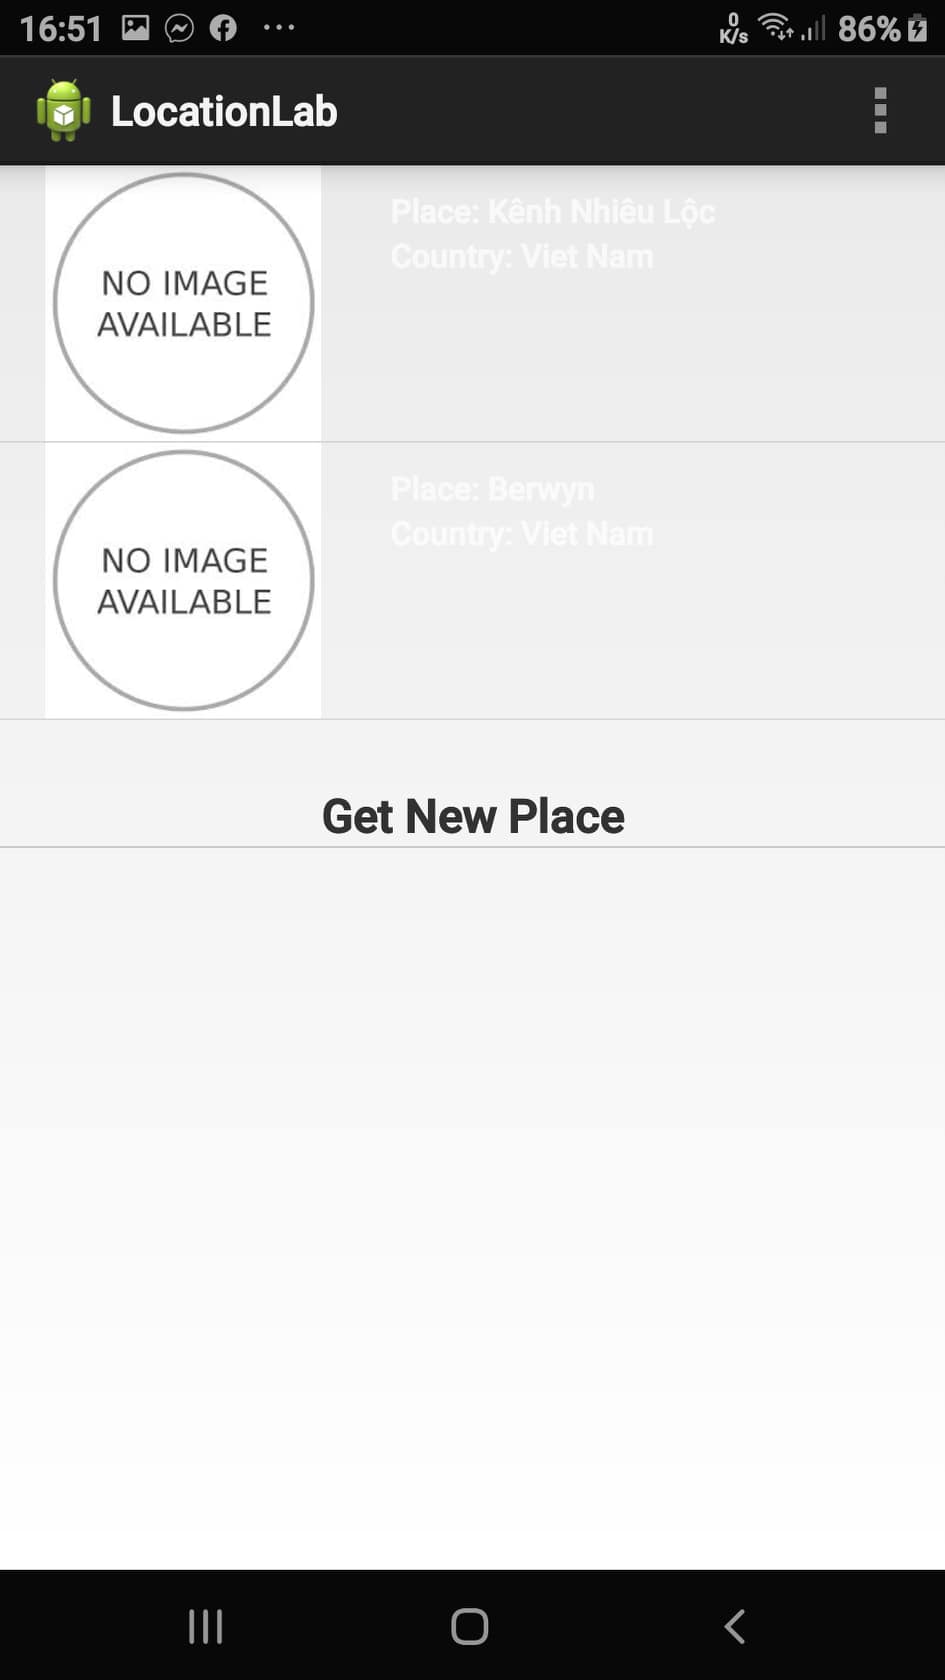 16:51
0
K/s
86%
LocationLab
NO IMAGE
AVAILABLE
Place: Kênh Nhiêu Lộc
Country: Viet Nam
NO IMAGE
AVAILABLE
Place: Berwyn
Country: Viet Nam
Get New Place